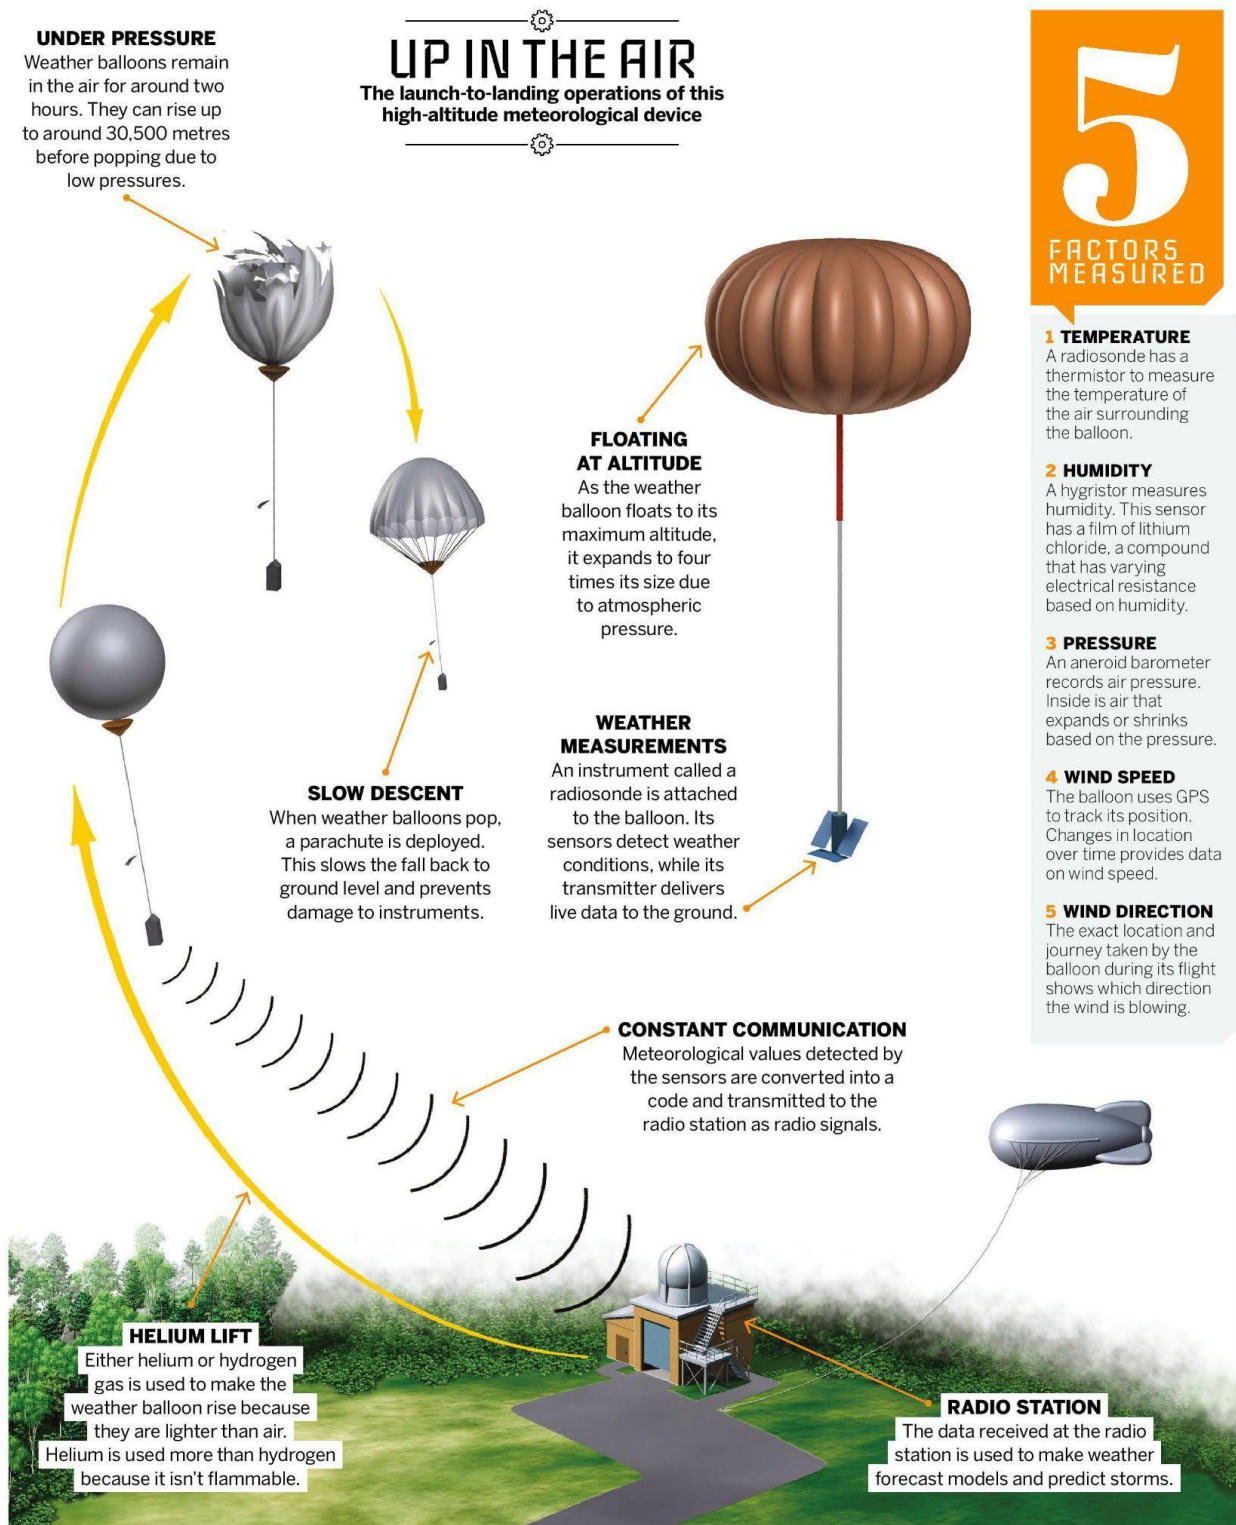 UP IN THE AIR
The launch-to-landing operations of this
high-altitude meteorological device
UNDER PRESSURE
Weather balloons remain
in the air for around two
hours. They can rise up
to around 30,500 metres
before popping due to
low pressures.
FLOATING
AT ALTITUDE
As the weather
balloon floats to its
maximum altitude,
it expands to four
times its size due
to atmospheric
pressure.
SLOW DESCENT
When weather balloons pop,
a parachute is deployed.
This slows the fall back to
ground level and prevents
damage to instruments.
WEATHER
MEASUREMENTS
An instrument called a
radiosonde is attached
to the balloon. Its
sensors detect weather
conditions, while its
transmitter delivers
live data to the ground.
CONSTANT COMMUNICATION
Meteorological values detected by
the sensors are converted into a
code and transmitted to the
radio station as radio signals.
HELIUM LIFT
Either helium or hydrogen
gas is used to make the
weather balloon rise because
they are lighter than air.
Helium is used more than hydrogen
because it isn't flammable.
RADIO STATION
The data received at the radio
station is used to make weather
forecast models and predict storms.
5
FACTORS
MEASURED
1 TEMPERATURE
A radiosonde has a
thermistor to measure
the temperature of
the air surrounding
the balloon.
2 HUMIDITY
A hygristor measures
humidity. This sensor
has a film of lithium
chloride, a compound
that has varying
electrical resistance
based on humidity.
3 PRESSURE
An aneroid barometer
records air pressure.
Inside is air that
expands or shrinks
based on the pressure.
4 WIND SPEED
The balloon uses GPS
to track its position.
Changes in location
over time provides data
on wind speed.
5 WIND DIRECTION
The exact location and
journey taken by the
balloon during its flight
shows which direction
the wind is blowing.